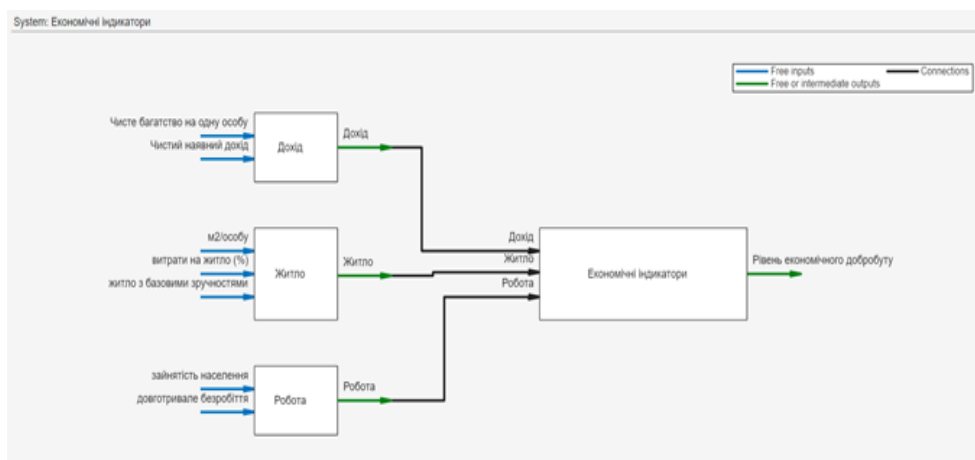 System: Економічні індикатори
Free inputs
Connections
Free or intermediate outputs
Чисте багатство на одну особу
Чистий наявний дохід
Дохід
Дохід
м2/особу
витрати на житло (%)
житло з базовими зручностями
Житло
Житло
зайнятість населення
довготривале безробіття
Робота
Робота
Дохід
Житло
Робота
Економічні індикатори
Рівень економічного добробуту